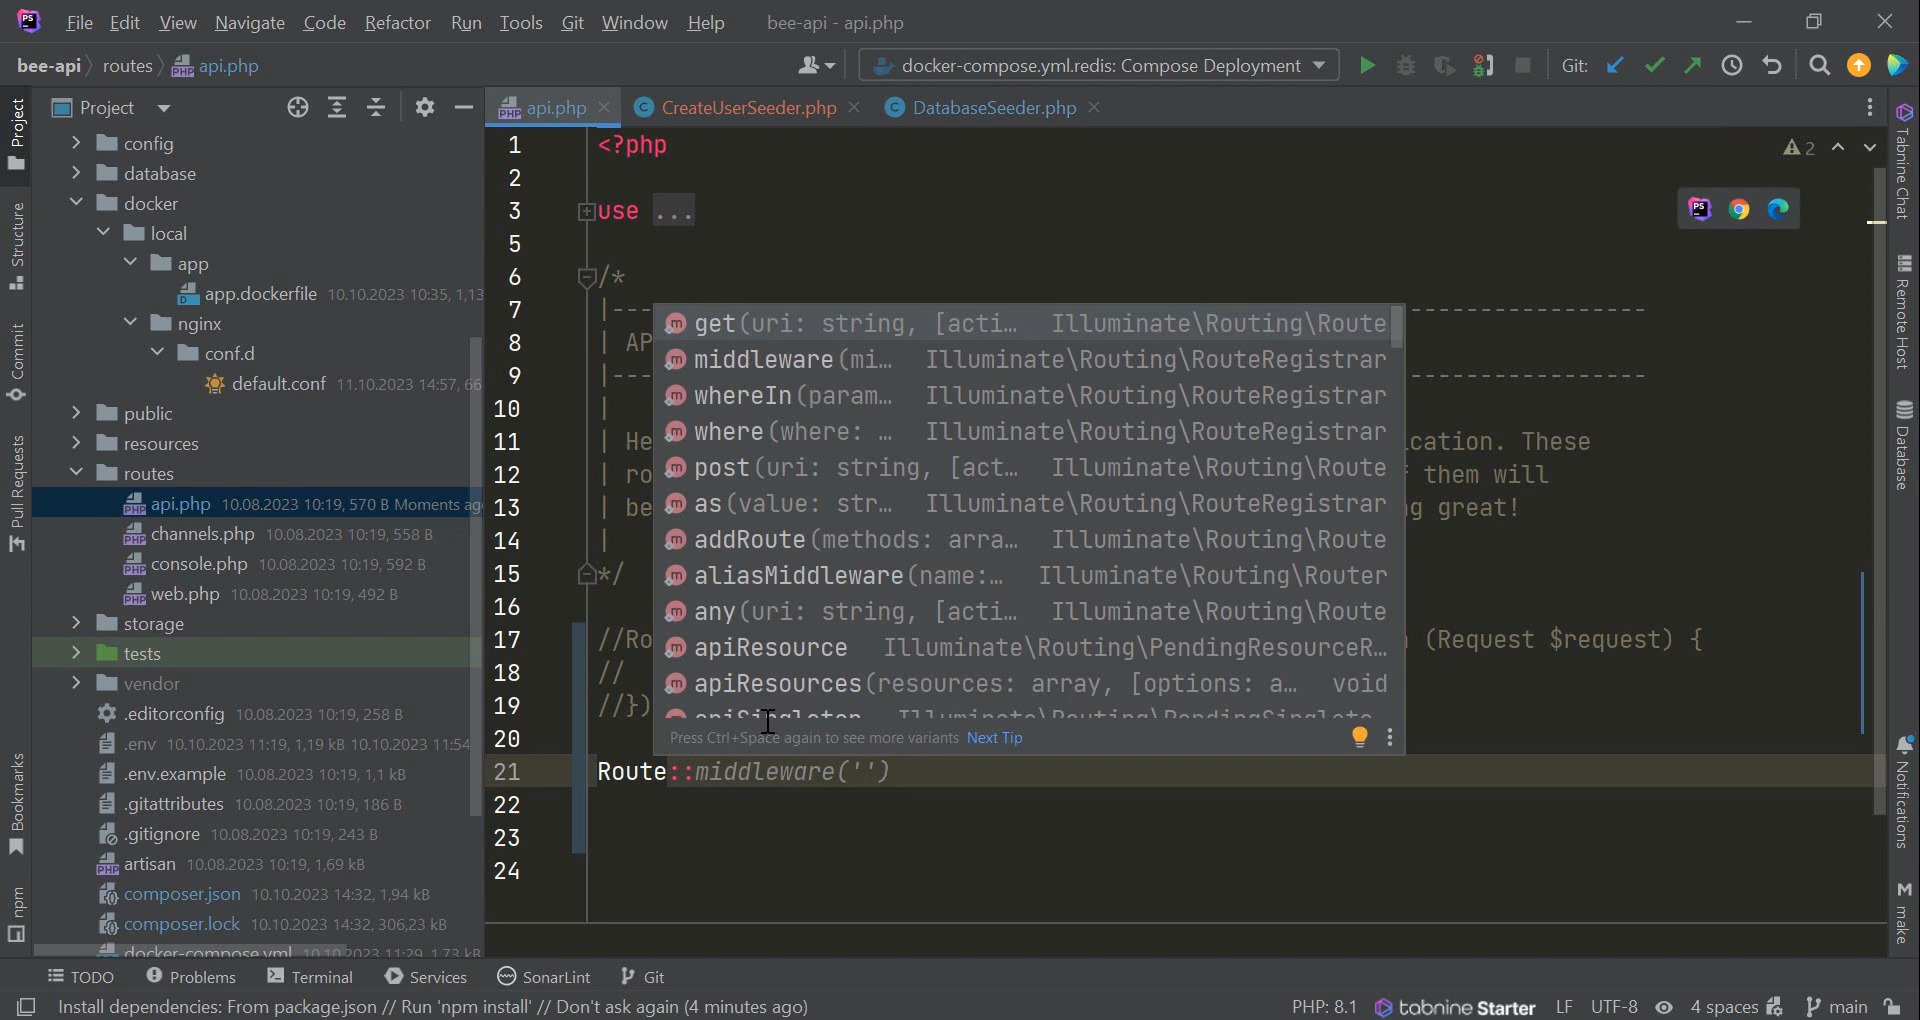 PS File Edit View Navigate Code Refactor Run Tools Git Window Help bee-api - api.php
bee-api routes api.php docker-compose.yml.redis: Compose Deployment Git:
Project
api.php CreateUserSeeder.php DatabaseSeeder.php
Project
Structure
Commit
Pull Requests
Bookmarks
npm
config
database
docker
local
app
app.dockerfile 10.10.2023 10:35, 1,13
nginx
conf.d
default.conf 11.10.2023 14:57, 66
public
resources
routes
api.php 10.08.2023 10:19, 570 B Moments ag
channels.php 10.08.2023 10:19, 558 B
console.php 10.08.2023 10:19, 592 B
web.php 10.08.2023 10:19, 492 B
storage
tests
vendor
.editorconfig 10.08.2023 10:19, 258 B
.env 10.10.2023 11:19, 1,19 kB 10.10.2023 11:54
.env.example 10.08.2023 10:19, 1,1 kB
.gitattributes 10.08.2023 10:19, 186 B
.gitignore 10.08.2023 10:19, 243 B
artisan 10.08.2023 10:19, 1,69 kB
composer.json 10.10.2023 14:32, 1,94 kB
composer.lock 10.10.2023 14:32, 306,23 kB
docker-compose.yml 10.10.2023 11:29, 1,73 kB
1 <?php
2
3 use ...
5
6 /*
7 |--- ---------
8 | AP
9 |--- ---------
10 |
11 | He cation. These
12 | ro them will
13 | be g great!
14 |
15 */
16
17 //Ro (Request $request) {
18 //
19 //})
20
21 Route::middleware('')
22
23
24
2
get(uri: string, [acti... Illuminate\Routing\Route
middleware(mi... Illuminate\Routing\RouteRegistrar
whereIn(param... Illuminate\Routing\RouteRegistrar
where(where: ... Illuminate\Routing\RouteRegistrar
post(uri: string, [act... Illuminate\Routing\Route
as(value: str... Illuminate\Routing\RouteRegistrar
addRoute(methods: arra... Illuminate\Routing\Route
aliasMiddleware(name:... Illuminate\Routing\Router
any(uri: string, [acti... Illuminate\Routing\Route
apiResource Illuminate\Routing\PendingResourceR...
apiResources(resources: array, [options: a... void
Press Ctrl+Space again to see more variants Next Tip
Tabnine Chat
Remote Host
Database
Notifications
make
TODO Problems Terminal Services SonarLint Git
Install dependencies: From package.json // Run 'npm install' // Don't ask again (4 minutes ago) PHP: 8.1 tabnine Starter LF UTF-8 4 spaces main